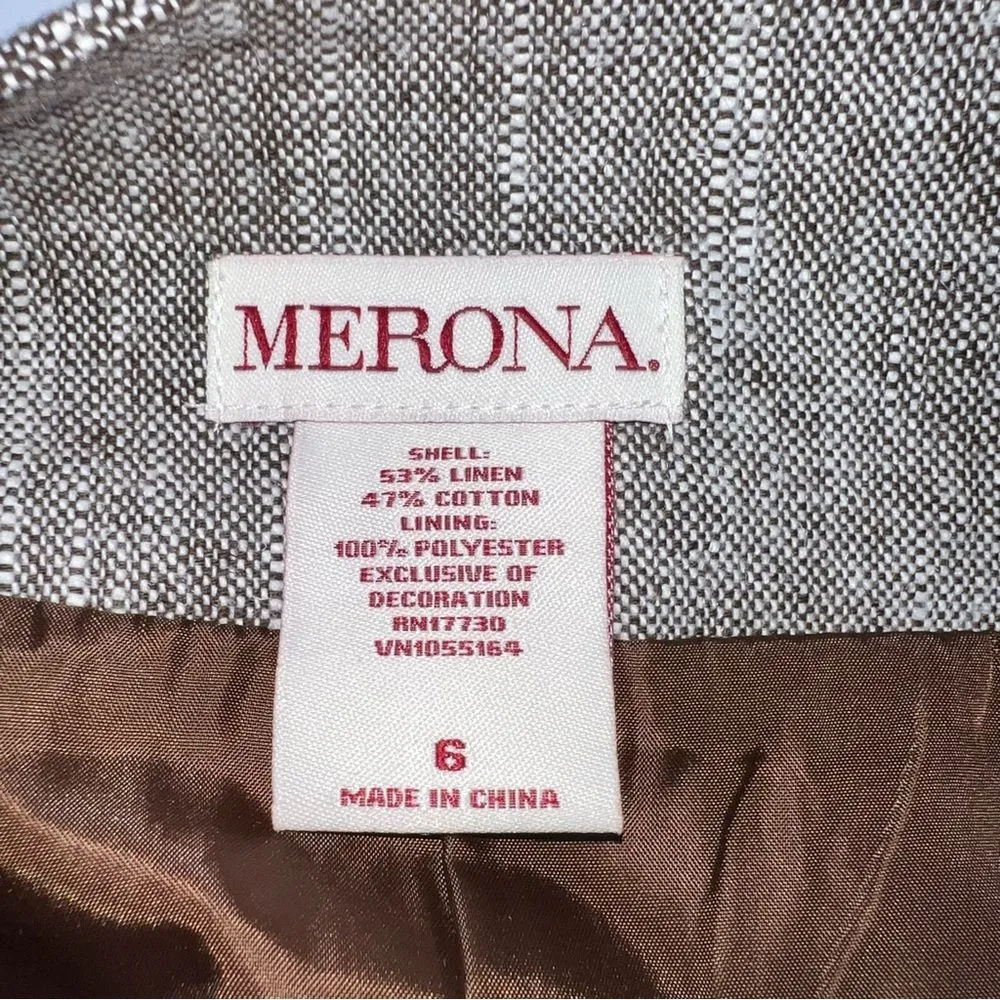 MERONA.
SHELL:
53% LINEN
47% COTTON
LINING:
100% POLYESTER
EXCLUSIVE OF
DECORATION
RN17730
VN1055164
6
MADE IN CHINA